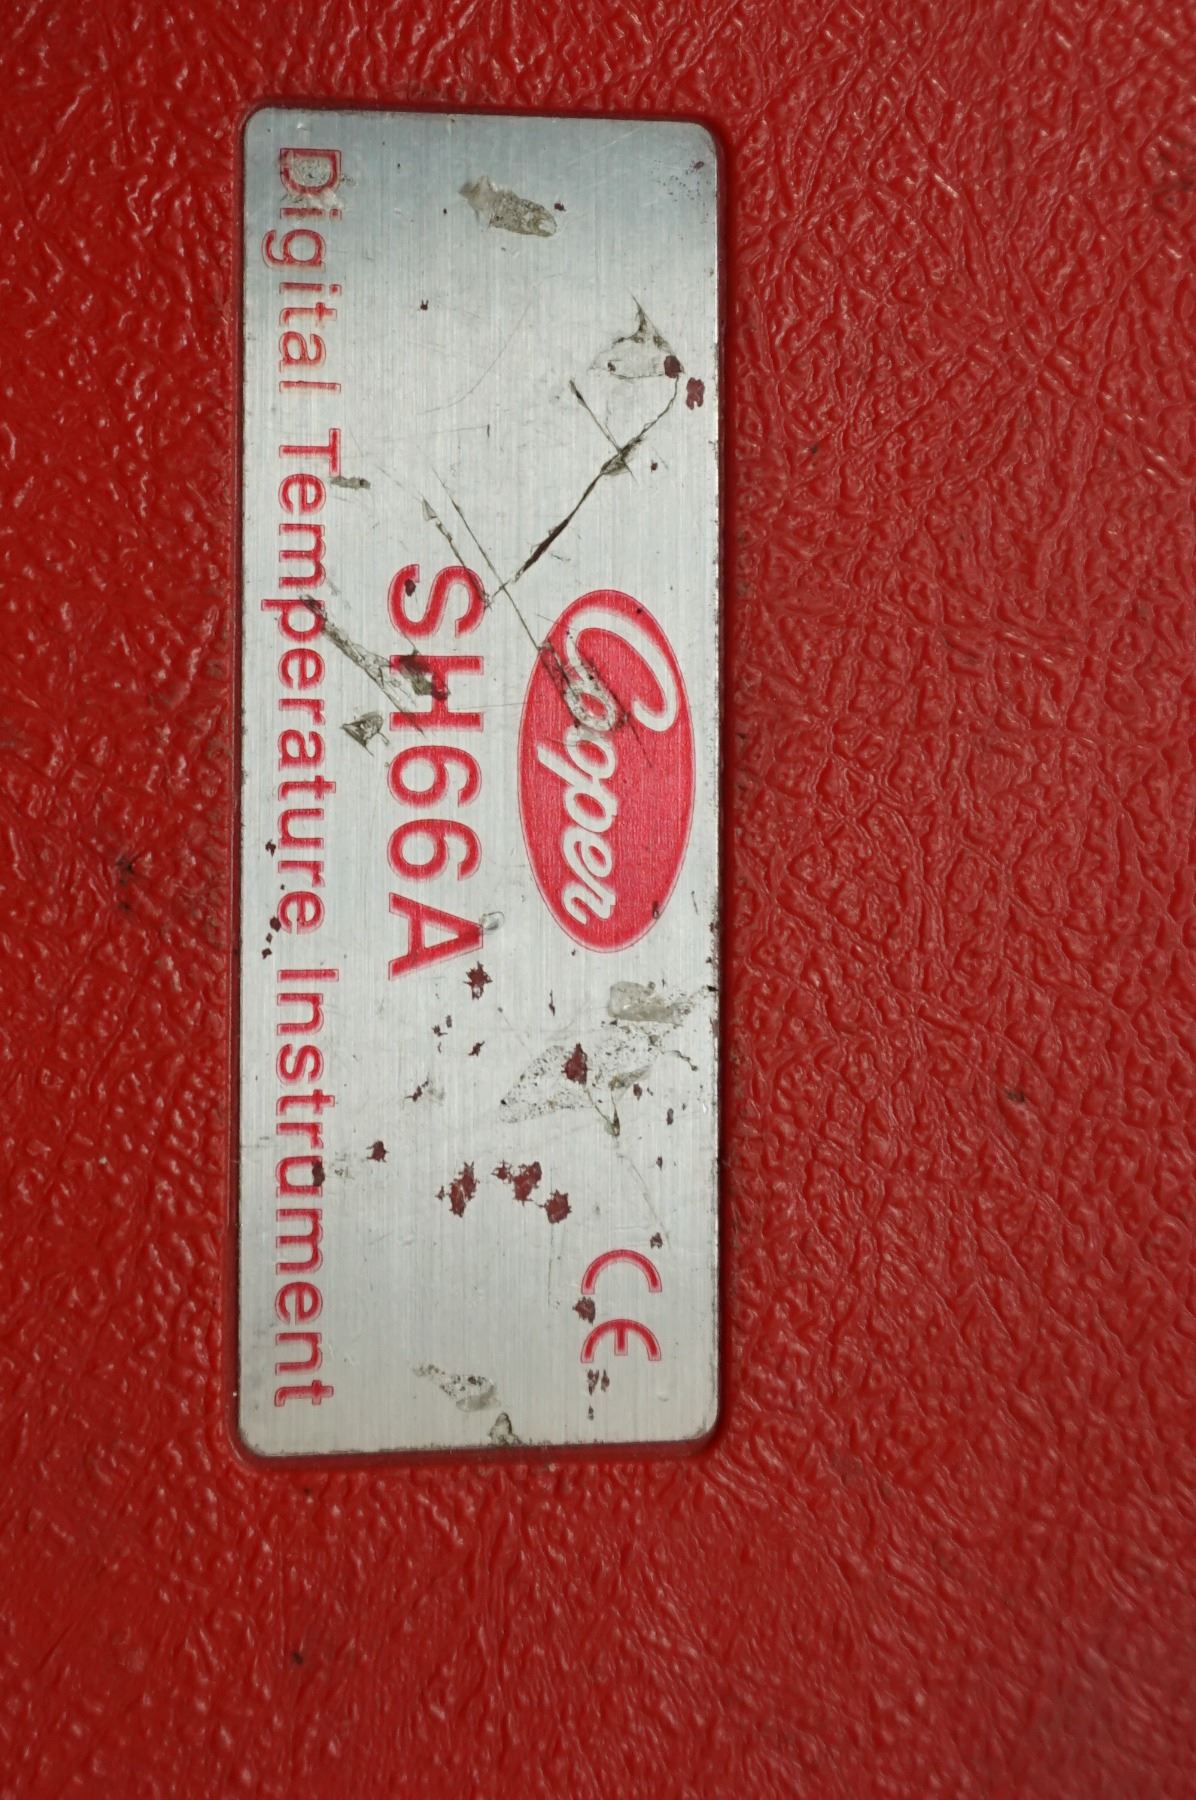 Cooper
CE
SH66A
Digital Temperature Instrument